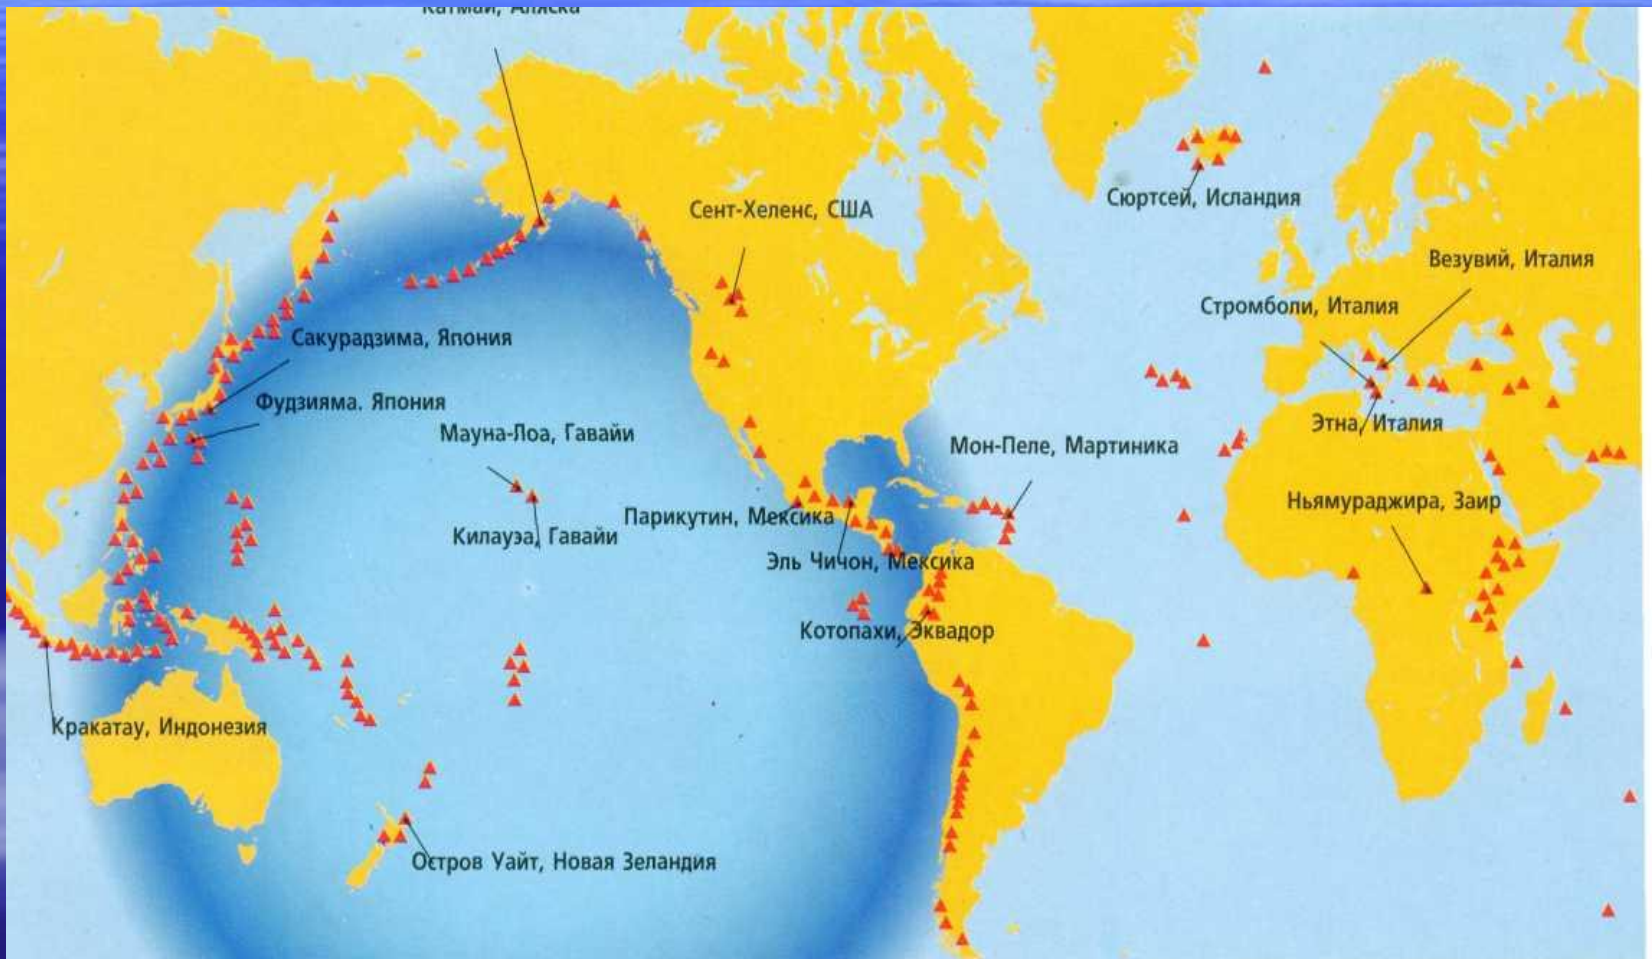 Катмай, Аляска
Сент-Хеленс, США
Сюртсей, Исландия
Везувий, Италия
Стромболи, Италия
Сакурадзима, Япония
Фудзияма. Япония
Этна, Италия
Мауна-Лоа, Гавайи
Мон-Пеле, Мартиника
Ньямураджира, Заир
Парикутин, Мексика
Килауэа, Гавайи
Эль Чичон, Мексика
Котопахи, Эквадор
Кракатау, Индонезия
Остров Уайт, Новая Зеландия